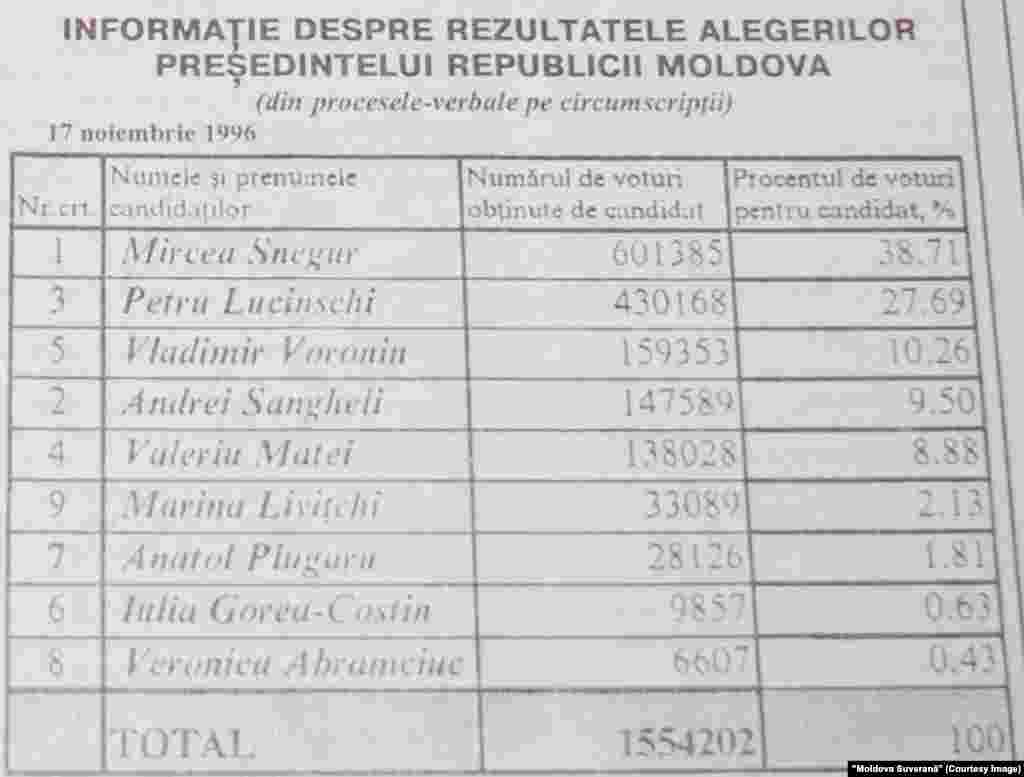 INFORMAȚIE DESPRE REZULTATELE ALEGERILOR
PREȘEDINTELUI REPUBLICII MOLDOVA
(din procesele-verbale pe circumscripții)
17 noiembrie 1996
Nr. crt. Numele și prenumele candidaților Numărul de voturi obținute de candidat Procentul de voturi pentru candidat, %
1 Mircea Snegur 601385 38.71
3 Petru Lucinschi 430168 27.69
5 Vladimir Voronin 159353 10.26
2 Andrei Sangheli 147589 9.50
4 Valeriu Matei 138028 8.88
9 Marina Livițchi 33089 2.13
7 Anatol Plugaru 28126 1.81
6 Iulia Gorea-Costin 9857 0.63
8 Veronica Abramciuc 6607 0.43
TOTAL 1554202 100
"Moldova Suverană" (Courtesy Image)